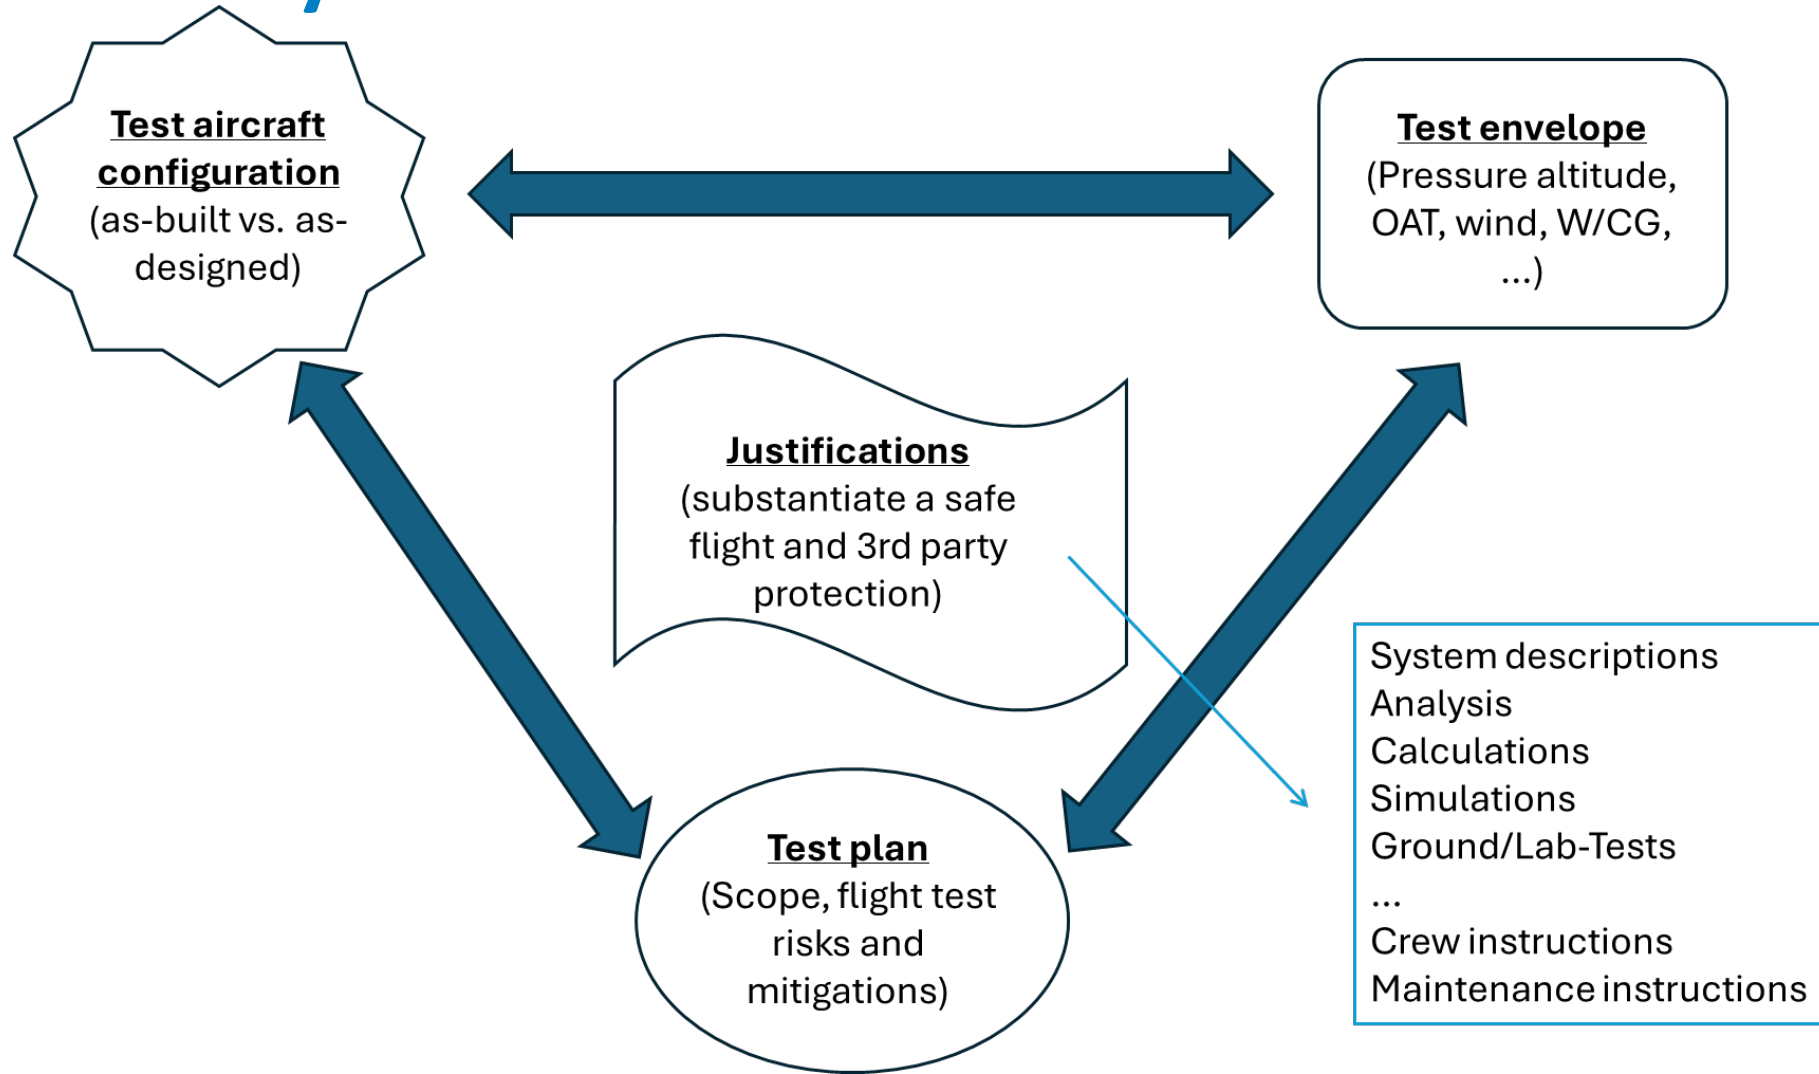 Test aircraft
configuration
(as-built vs. as-
designed)
Test envelope
(Pressure altitude,
OAT, wind, W/CG,
...)
Justifications
(substantiate a safe
flight and 3rd party
protection)
System descriptions
Analysis
Calculations
Simulations
Ground/Lab-Tests
...
Crew instructions
Maintenance instructions
Test plan
(Scope, flight test
risks and
mitigations)